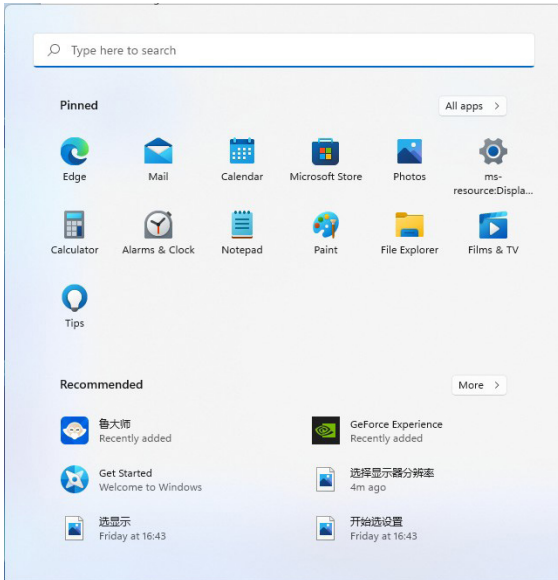 Type here to search
Pinned
All apps >
Edge
Mail
Calendar
Microsoft Store
Photos
ms-resource:Displa...
Calculator
Alarms & Clock
Notepad
Paint
File Explorer
Films & TV
Tips
Recommended
More >
鲁大师
Recently added
GeForce Experience
Recently added
Get Started
Welcome to Windows
选择显示器分辨率
4m ago
选显示
Friday at 16:43
开始选设置
Friday at 16:43